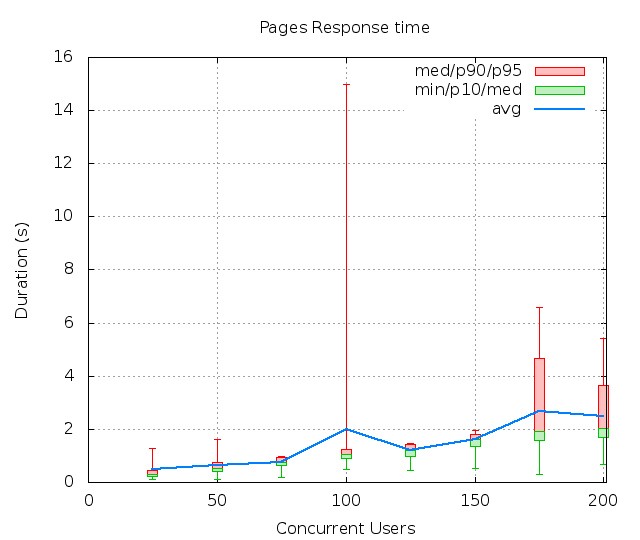 Pages Response time
med/p90/p95
min/p10/med
avg
16
14
12
10
8
6
4
2
0
Duration (s)
0 50 100 150 200
Concurrent Users